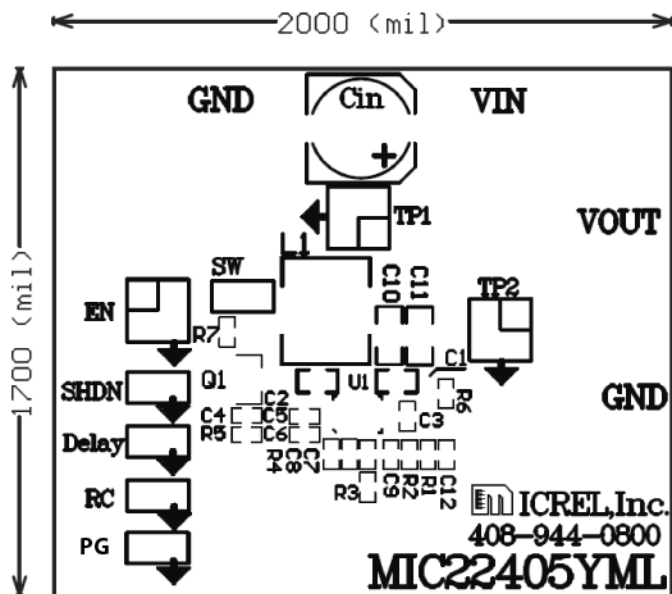 2000 (mil)
1700 (mil)
GND
Cin
VIN
+
TP1
VOUT
L1
SW
C10
C11
TP2
EN
R7
SHDN
Q1
U1
C1
C2
R6
GND
C4
C5
C3
Delay
R5
C6
R4
C8
C7
R3
C9
R2
R1
C12
RC
PG
m ICREL,Inc.
408-944-0800
MIC22405YML